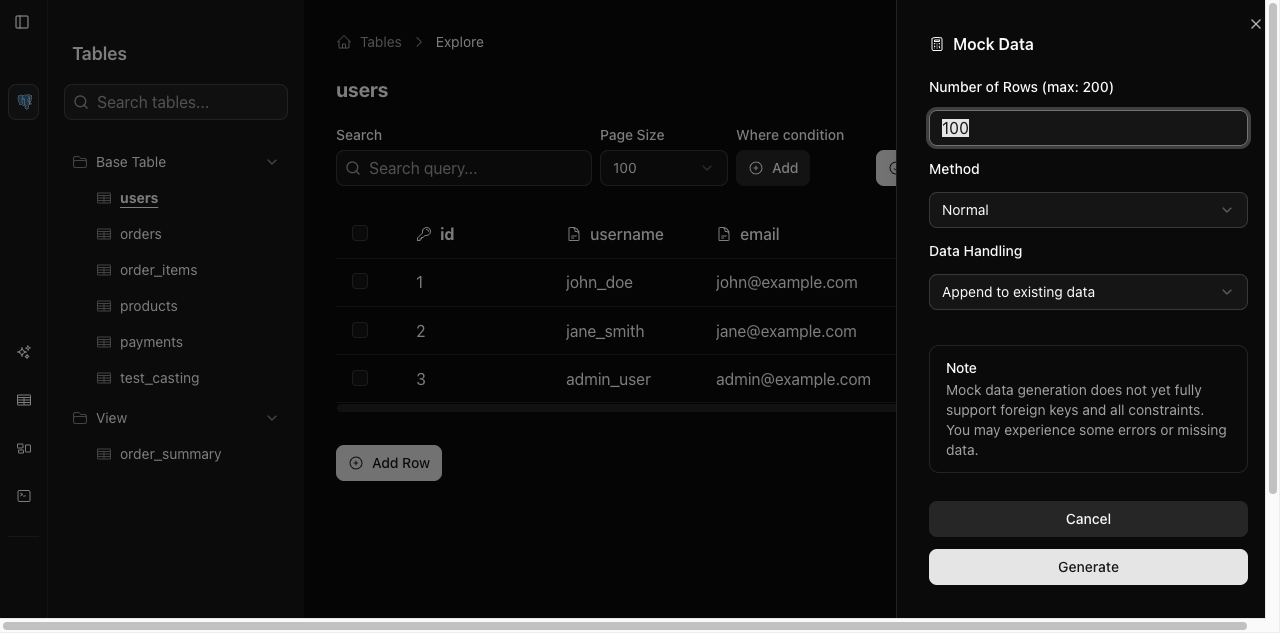 Tables
Search tables...
Base Table
users
orders
order_items
products
payments
test_casting
View
order_summary
Tables
Explore
users
Search
Page Size
Where condition
Search query...
100
Add
id
username
email
1
john_doe
john@example.com
2
jane_smith
jane@example.com
3
admin_user
admin@example.com
Add Row
Mock Data
Number of Rows (max: 200)
100
Method
Normal
Data Handling
Append to existing data
Note
Mock data generation does not yet fully
support foreign keys and all constraints.
You may experience some errors or missing
data.
Cancel
Generate